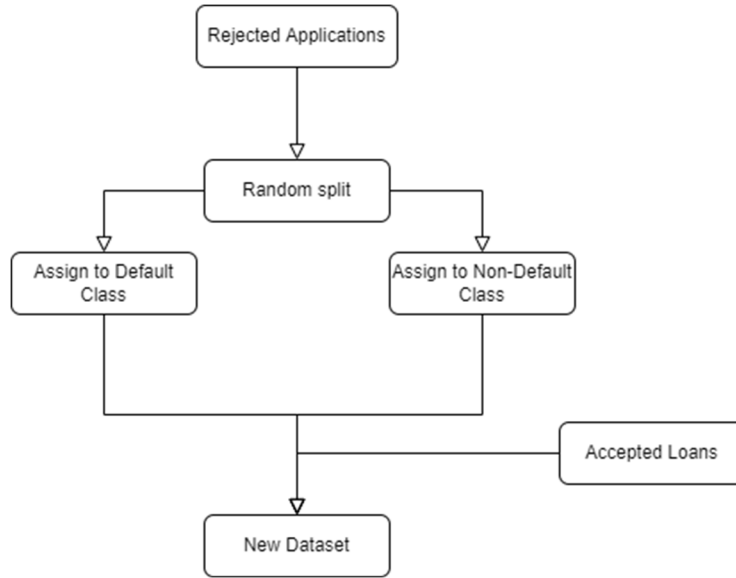 Rejected Applications
Random split
Assign to Default
Class
Assign to Non-Default
Class
Accepted Loans
New Dataset